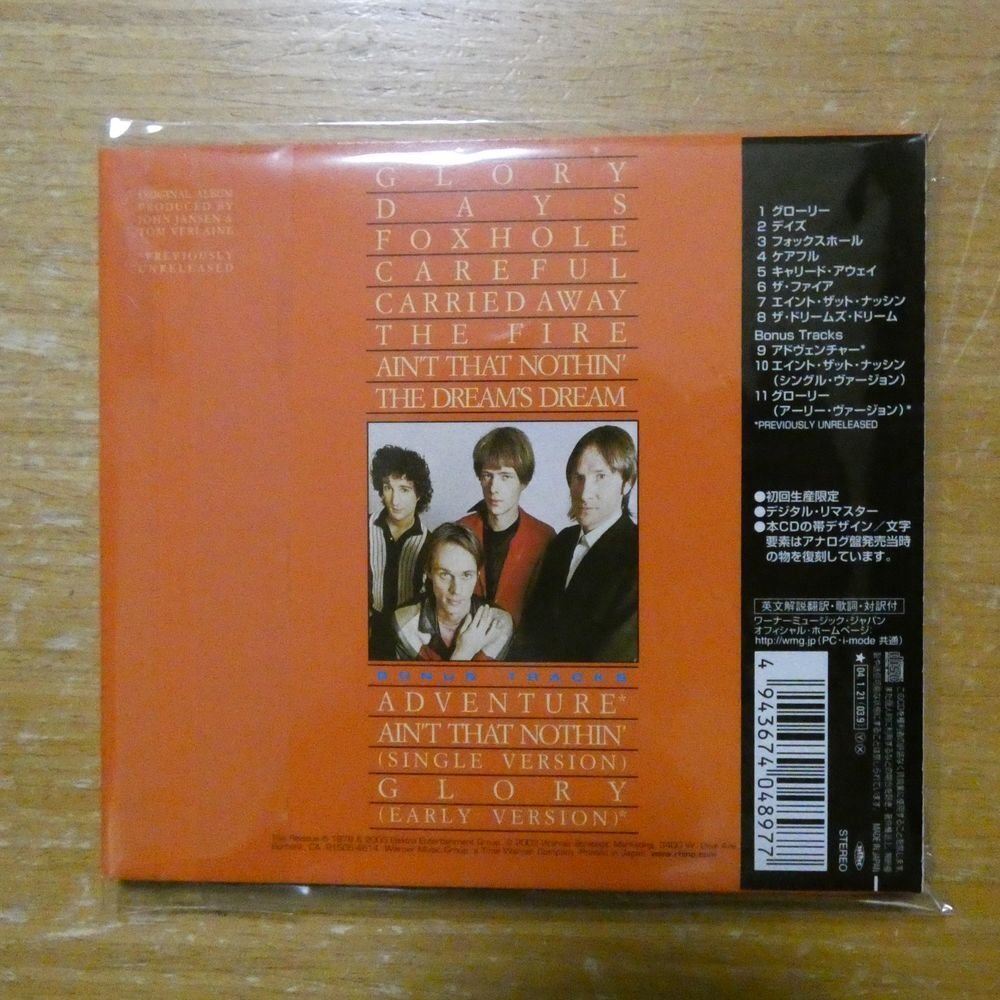 ORIGINAL ALBUM
PRODUCED BY
JOHN JANSEN &
TOM VERLAINE
*PREVIOUSLY
UNRELEASED
GLORY
DAYS
FOXHOLE
CAREFUL
CARRIED AWAY
THE FIRE
AIN'T THAT NOTHIN'
THE DREAM'S DREAM
BONUS TRACKS
ADVENTURE*
AIN'T THAT NOTHIN'
(SINGLE VERSION)
GLORY
(EARLY VERSION)*
1 グローリー
2 デイズ
3 フォックスホール
4 ケアフル
5 キャリード・アウェイ
6 ザ・ファイア
7 エイント・ザット・ナッシン
8 ザ・ドリームズ・ドリーム
Bonus Tracks
9 アドヴェンチャー*
10 エイント・ザット・ナッシン
(シングル・ヴァージョン)
11 グローリー
(アーリー・ヴァージョン)*
*PREVIOUSLY UNRELEASED
●初回生産限定
●デジタル・リマスター
●本CDの帯デザイン/文字
要素はアナログ盤発売当時
の物を復刻しています。
英文解説翻訳・歌詞・対訳付
ワーナーミュージック・ジャパン
オフィシャル・ホームページ:
http://wmg.jp (PC・i-mode 共通)
4 943674 048977
★ 04・1・21 (03・9) Ⓨ Ⓧ
STEREO
MADE IN JAPAN